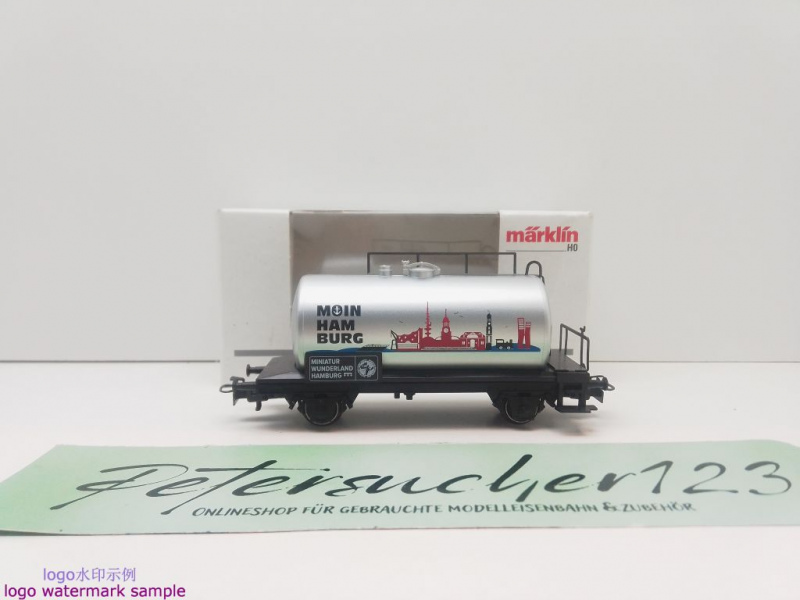 märklin
HO
MOIN
HAM
BURG
MINIATUR
WUNDERLAND
HAMBURG
Petersucher123
ONLINESHOP FÜR GEBRAUCHTE MODELLEISENBAHN & ZUBEHÖR
logo水印示例
logo watermark sample